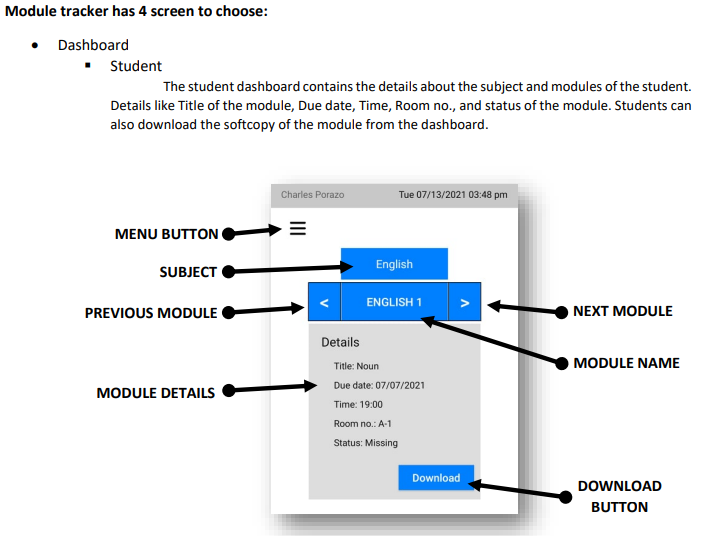 Module tracker has 4 screen to choose:
• Dashboard
▪ Student
The student dashboard contains the details about the subject and modules of the student.
Details like Title of the module, Due date, Time, Room no., and status of the module. Students can
also download the softcopy of the module from the dashboard.
Charles Porazo Tue 07/13/2021 03:48 pm
MENU BUTTON
SUBJECT
English
PREVIOUS MODULE
< ENGLISH 1 >
NEXT MODULE
MODULE NAME
MODULE DETAILS
Details
Title: Noun
Due date: 07/07/2021
Time: 19:00
Room no.: A-1
Status: Missing
Download
DOWNLOAD
BUTTON